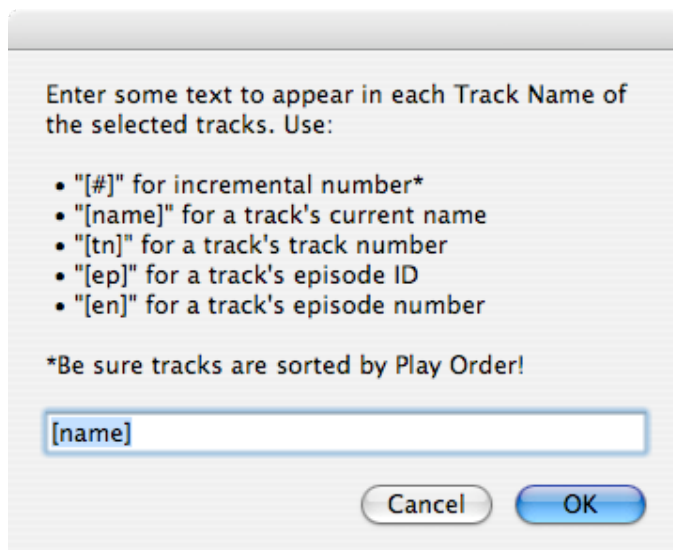 Enter some text to appear in each Track Name of
the selected tracks. Use:
• "[#]" for incremental number*
• "[name]" for a track's current name
• "[tn]" for a track's track number
• "[ep]" for a track's episode ID
• "[en]" for a track's episode number
*Be sure tracks are sorted by Play Order!
[name]
Cancel OK